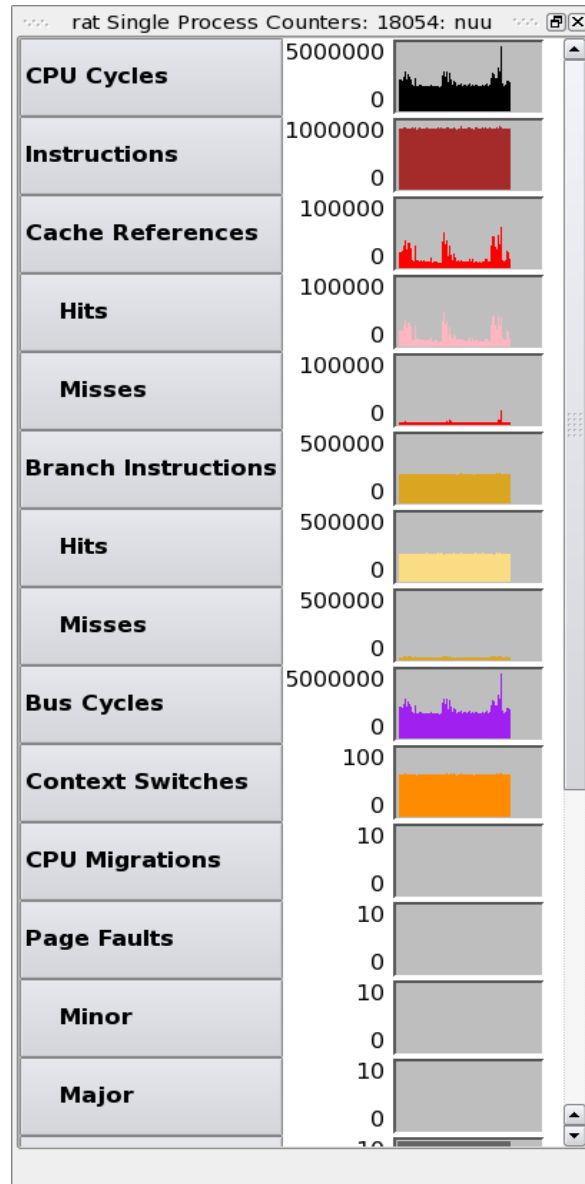 rat Single Process Counters: 18054: nuu
CPU Cycles 5000000
0
Instructions 1000000
0
Cache References 100000
0
Hits 100000
0
Misses 100000
0
Branch Instructions 500000
0
Hits 500000
0
Misses 500000
0
Bus Cycles 5000000
0
Context Switches 100
0
CPU Migrations 10
0
Page Faults 10
0
Minor 10
0
Major 10
0
10